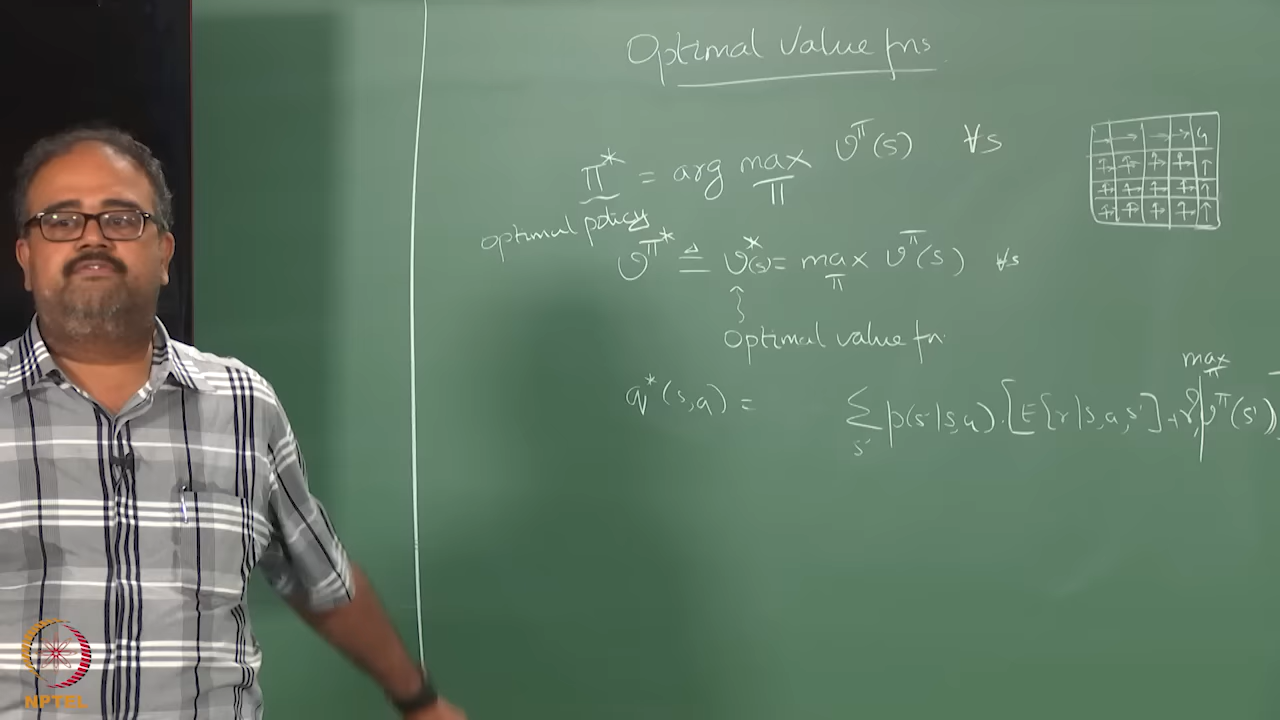 Optimal value fns
π* = arg max_π v^π(s) ∀s
optimal policy
v^π* ≜ v*(s) = max_π v^π(s) ∀s
optimal value fn.
q*(s,a) = Σ_s' p(s'|s,a).[E[r|s,a,s'] + γ max_π v^π(s')
G
NPTEL